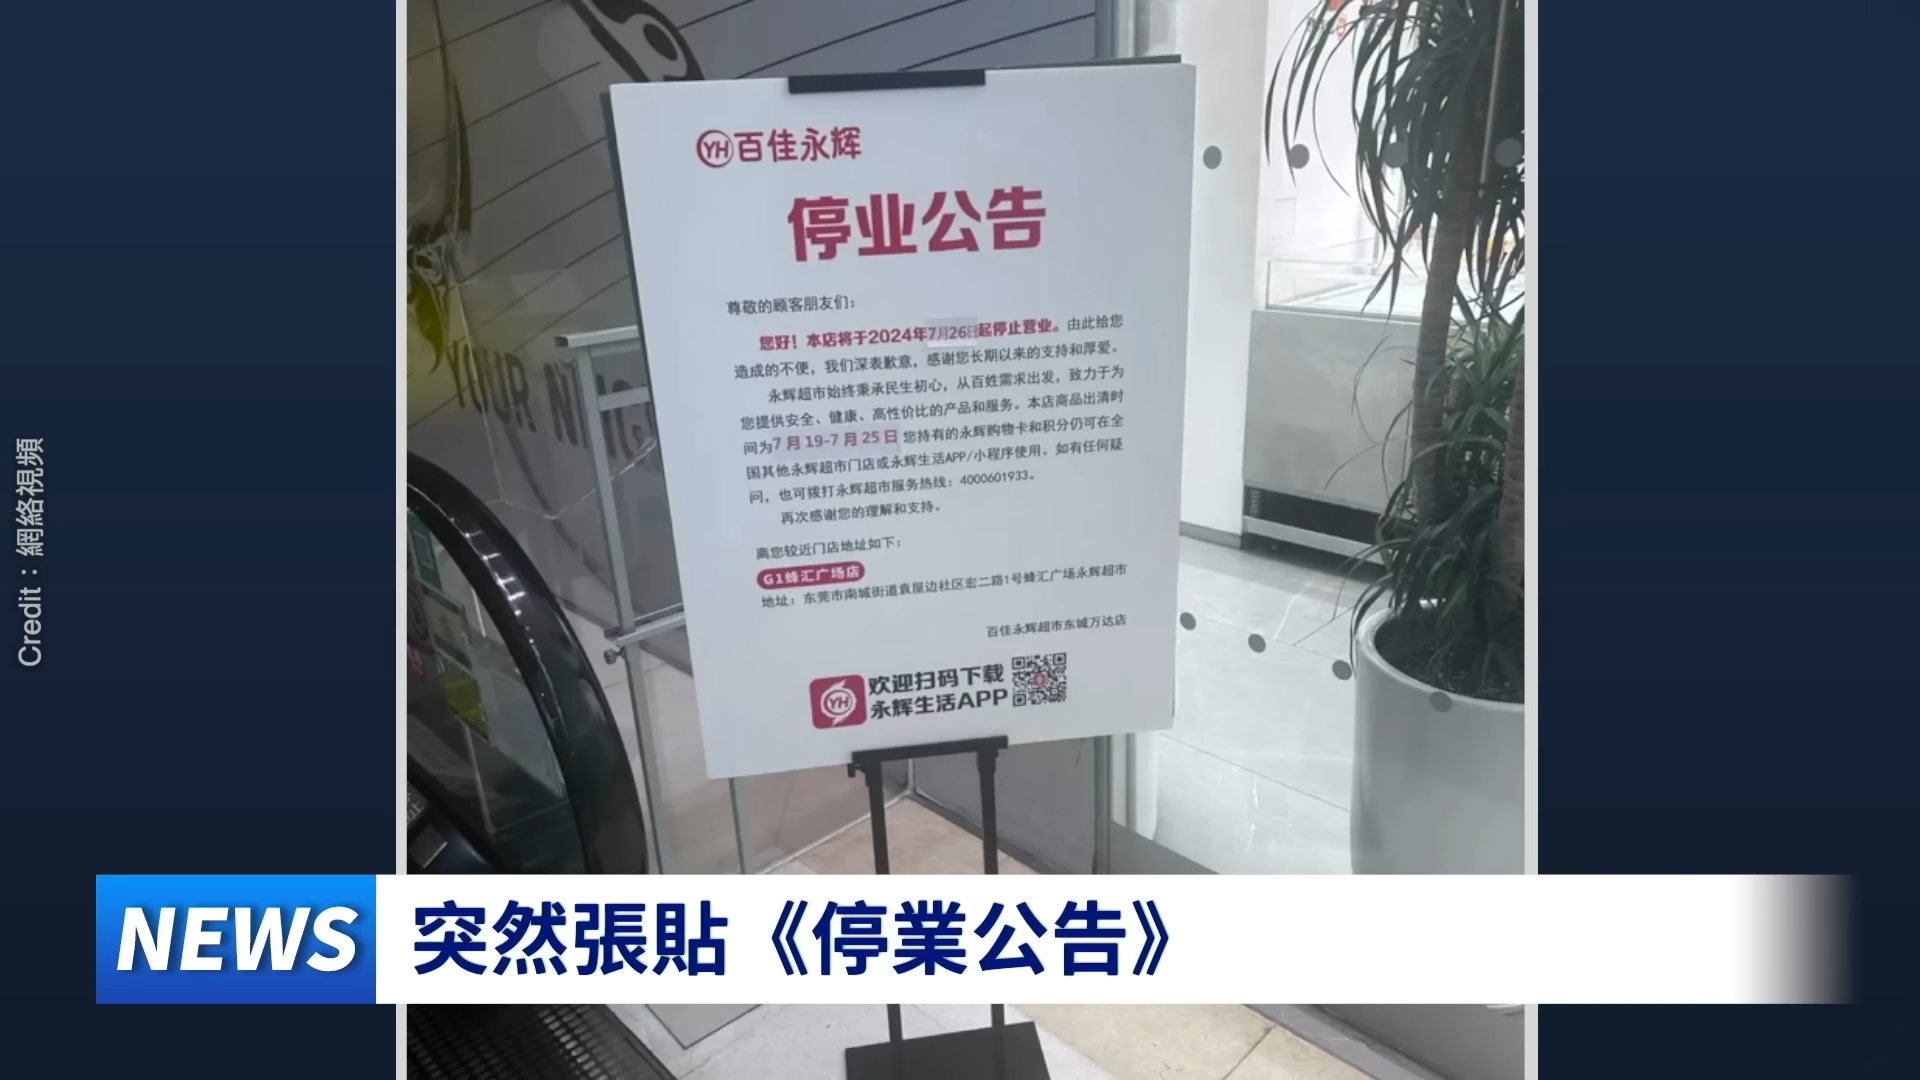 YH百佳永辉
停业公告
尊敬的顾客朋友们：
您好！本店将于2024年7月26日起停止营业。由此给您
造成的不便，我们深表歉意，感谢您长期以来的支持和厚爱。
永辉超市始终秉承民生初心，从百姓需求出发，致力于为
您提供安全、健康、高性价比的产品和服务。本店商品出清时
间为7月19-7月25日 您持有的永辉购物卡和积分仍可在全
国其他永辉超市门店或永辉生活APP/小程序使用。如有任何疑
问，也可拨打永辉超市服务热线：4000601933。
再次感谢您的理解和支持。
离您较近门店地址如下：
G1蜂汇广场店
地址：东莞市南城街道袁屋边社区宏二路1号蜂汇广场永辉超市
百佳永辉超市东城万达店
YH 欢迎扫码下载
永辉生活APP
YOUR
Credit：網絡視頻
NEWS 突然張貼《停業公告》